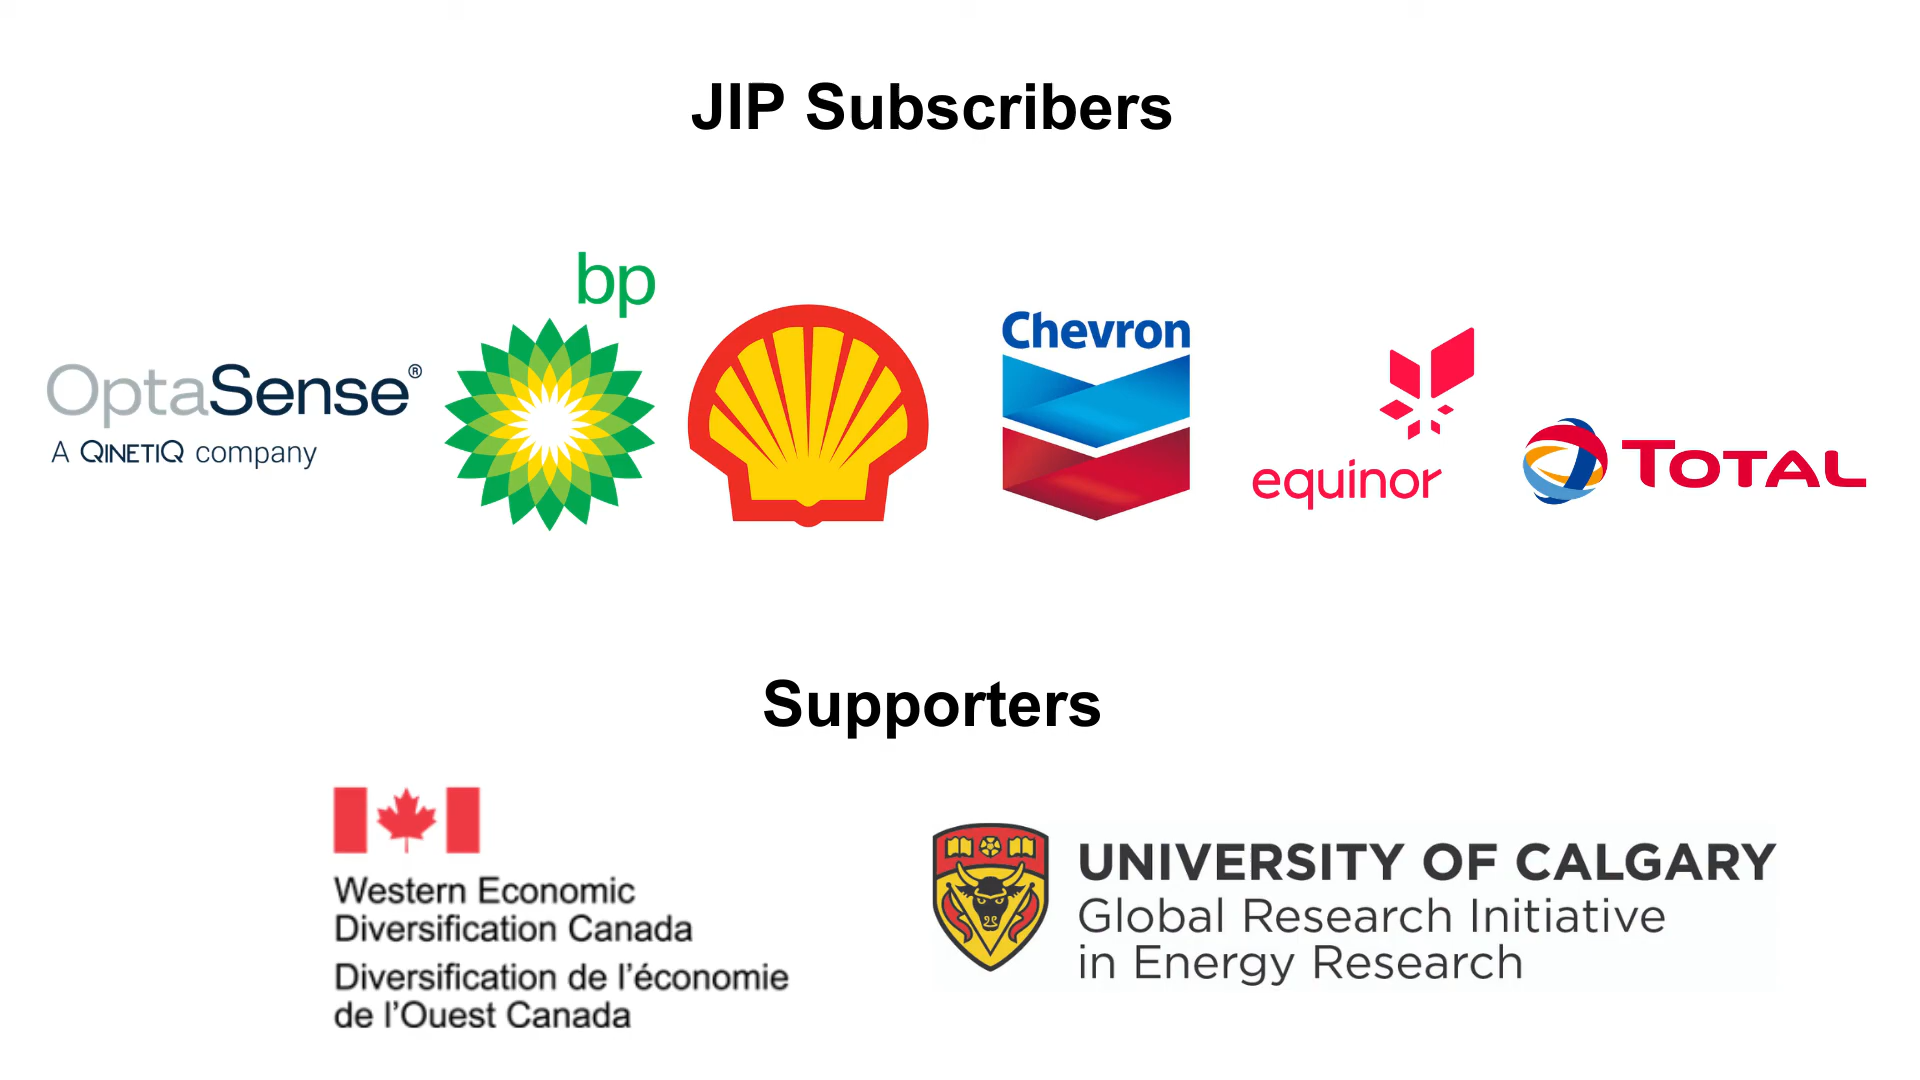 JIP Subscribers
bp
OptaSense®
A QINETIQ company
Chevron
equinor
TOTAL
Supporters
Western Economic
Diversification Canada
Diversification de l'économie
de l'Ouest Canada
UNIVERSITY OF CALGARY
Global Research Initiative
in Energy Research